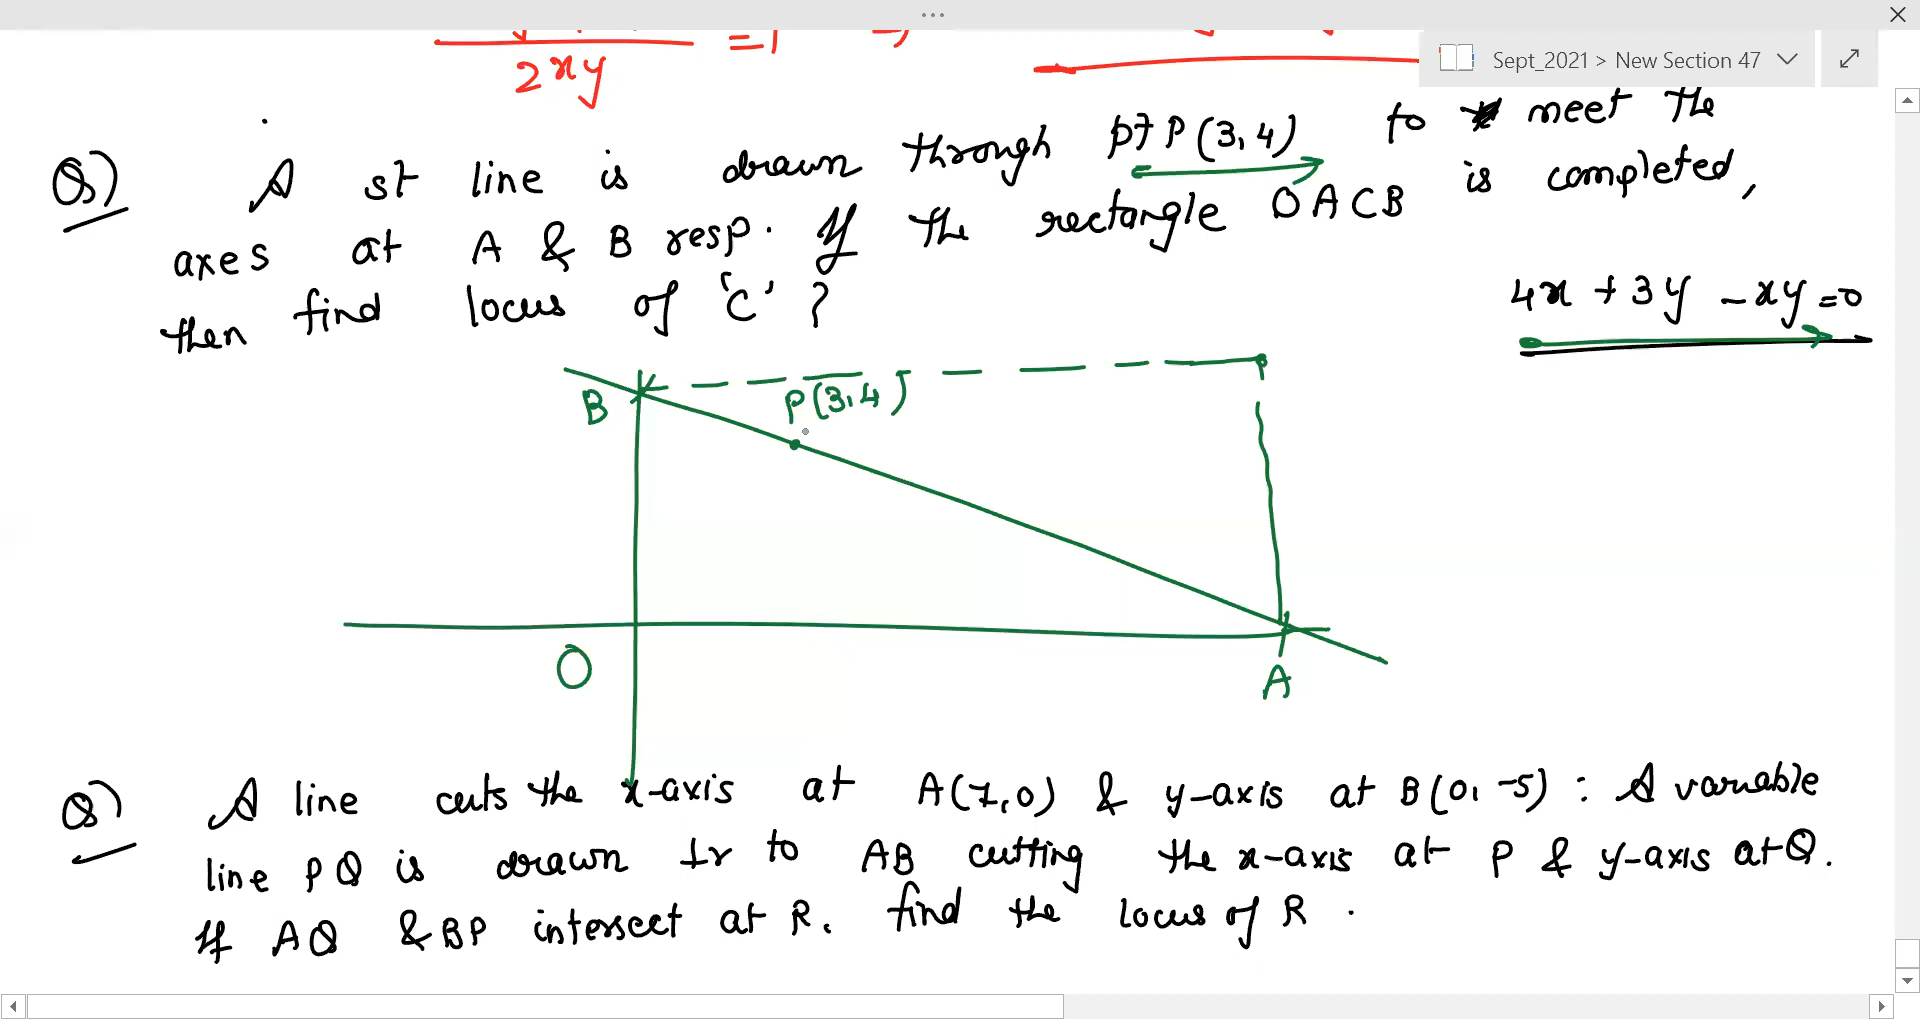 2xy
=1
Sept_2021 > New Section 47
Q) A st line is drawn through pt P(3,4) to meet the
axes at A & B resp. If the rectangle OACB is completed,
then find locus of 'C' ?
4x + 3y - xy = 0
B
P(3,4)
O
A
Q) A line cuts the x-axis at A(7,0) & y-axis at B(0,-5): A variable
line PQ is drawn ⊥r to AB cutting the x-axis at P & y-axis at Q.
If AQ & BP intersect at R. find the locus of R.